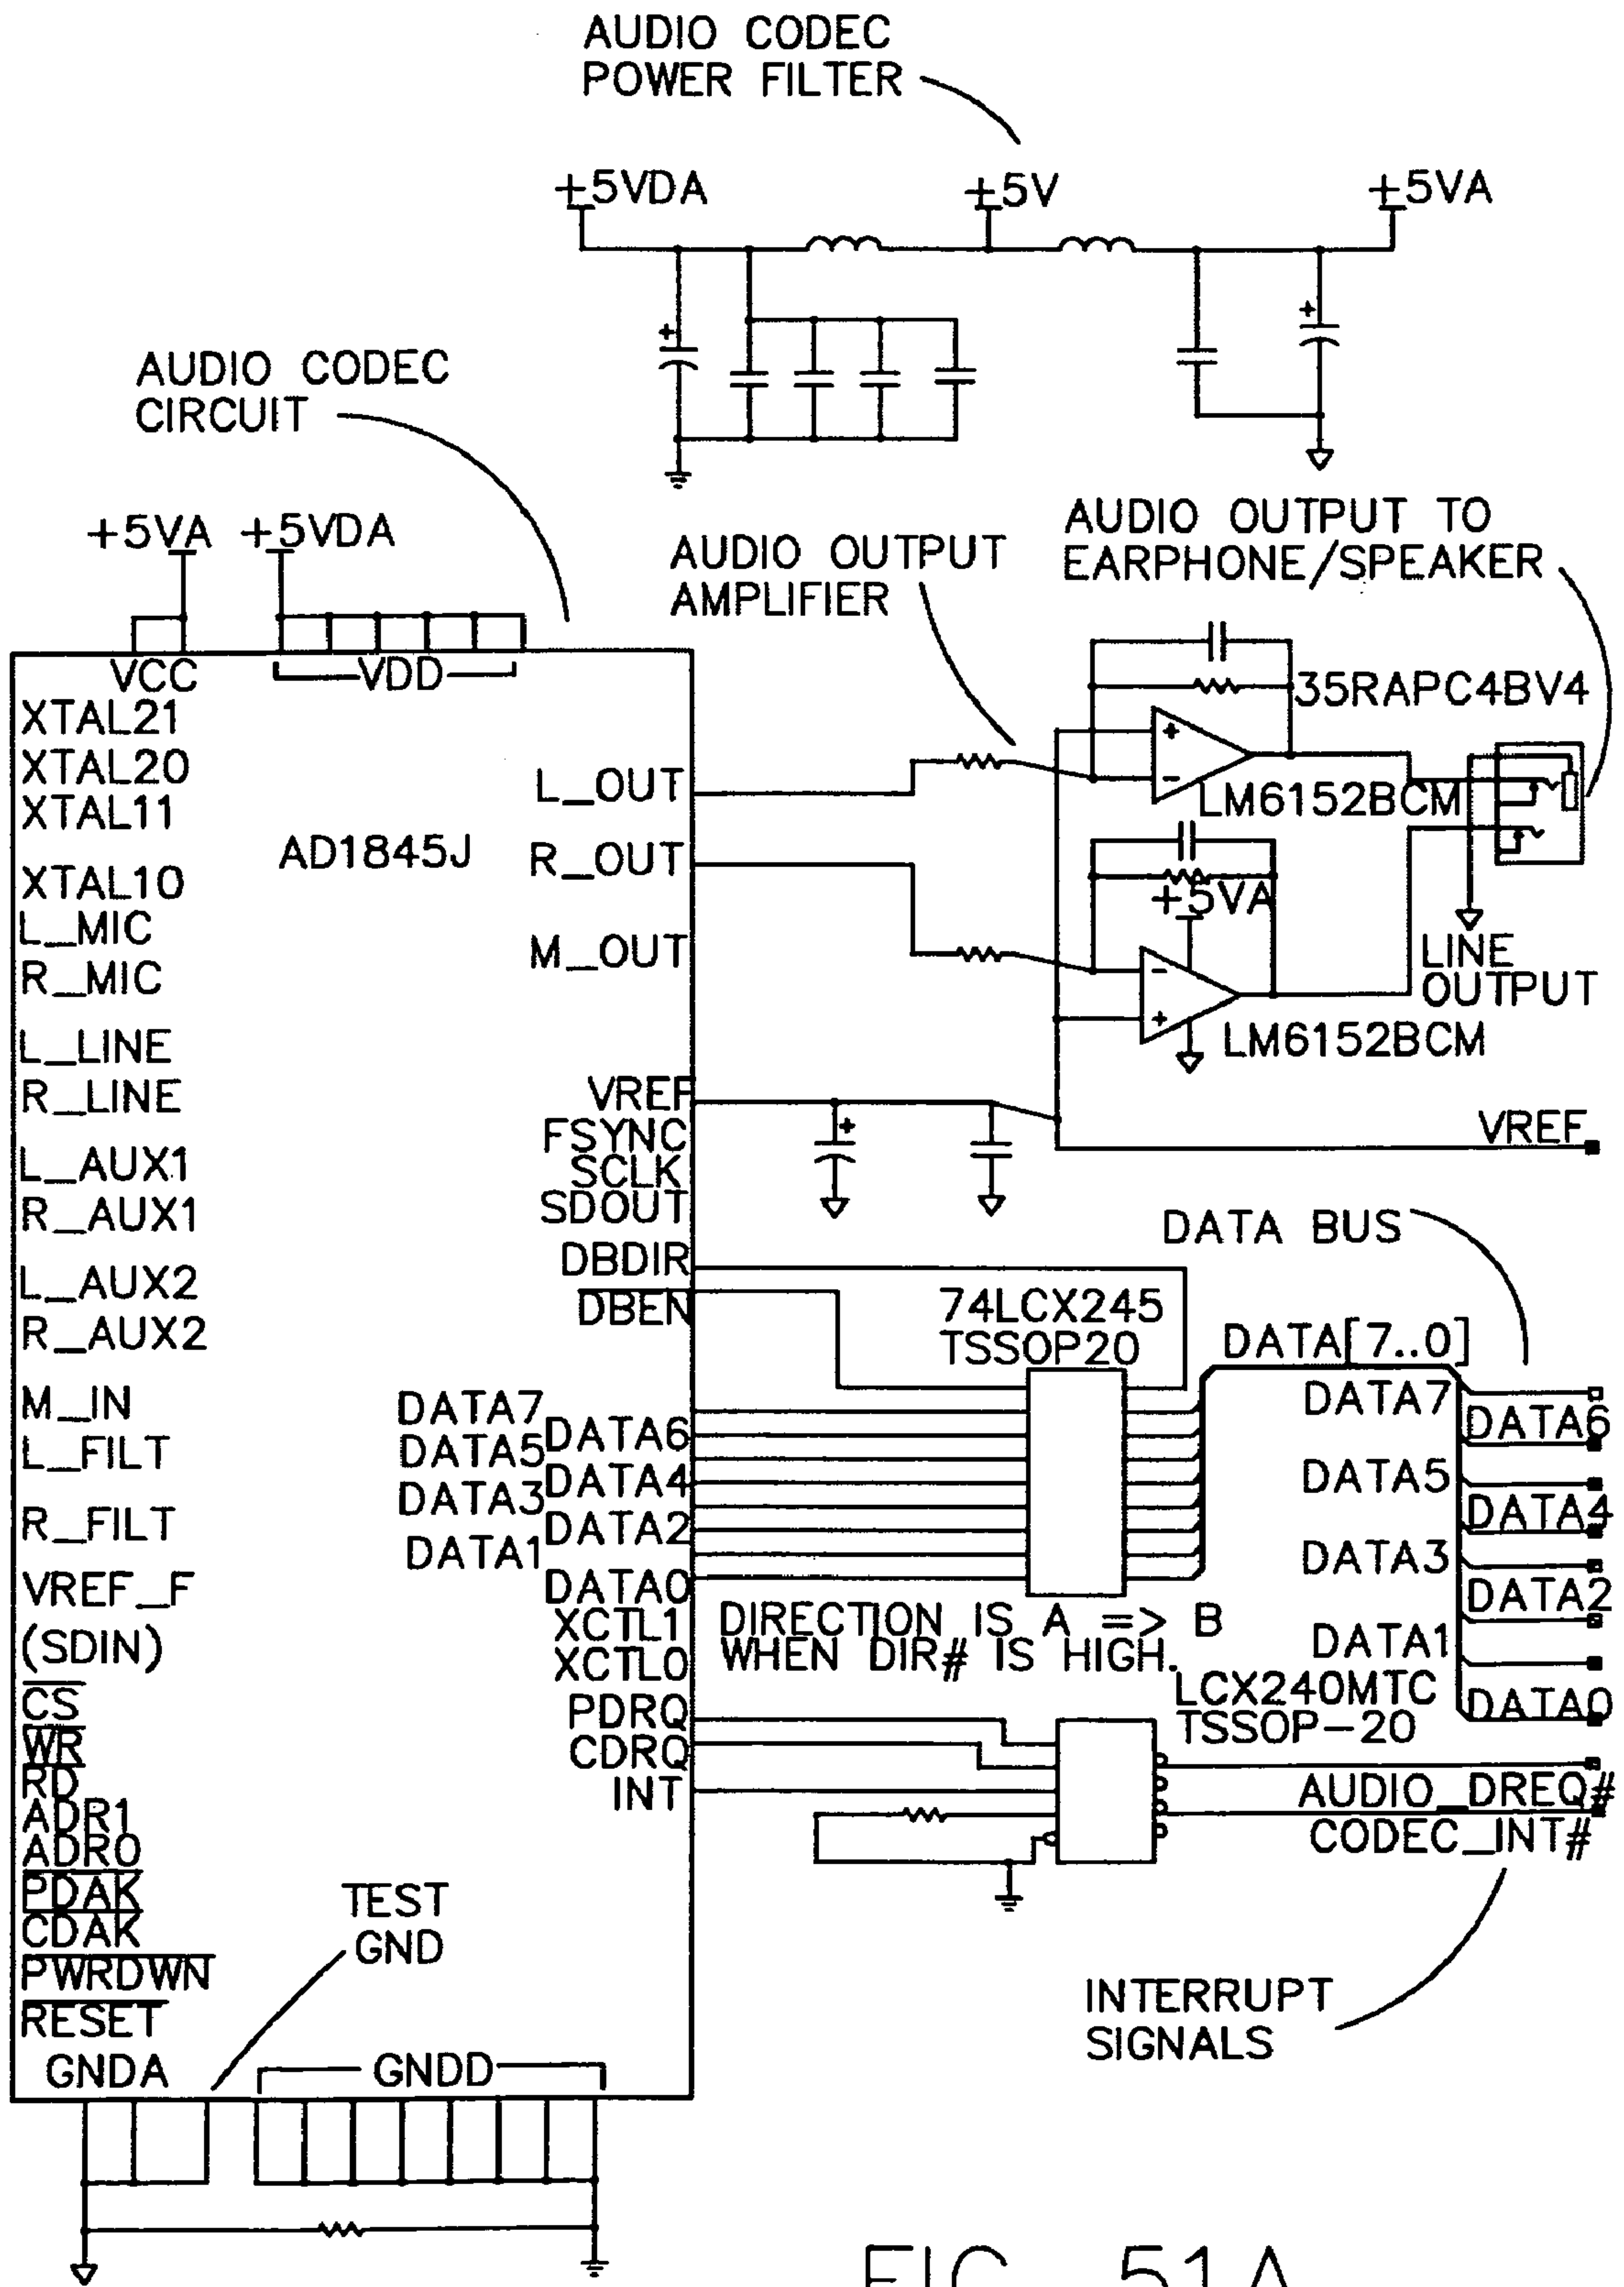 AUDIO CODEC
POWER FILTER
+5VDA
+5V
+5VA
+
+
AUDIO CODEC
CIRCUIT
+5VA
+5VDA
AUDIO OUTPUT
AMPLIFIER
AUDIO OUTPUT TO
EARPHONE/SPEAKER
VCC
VDD
XTAL21
XTAL20
XTAL11
XTAL10
L_MIC
R_MIC
L_LINE
R_LINE
L_AUX1
R_AUX1
L_AUX2
R_AUX2
M_IN
L_FILT
R_FILT
VREF_F
(SDIN)
CS
WR
RD
ADR1
ADR0
PDAK
CDAK
PWRDWN
RESET
GNDA
TEST
GND
GNDD
AD1845J
L_OUT
R_OUT
M_OUT
VREF
FSYNC
SCLK
SDOUT
DBDIR
DBEN
DATA7
DATA6
DATA5
DATA4
DATA3
DATA2
DATA1
DATA0
XCTL1
XCTL0
PDRQ
CDRQ
INT
35RAPC4BV4
+
-
LM6152BCM
+5VA
-
+
LM6152BCM
LINE
OUTPUT
+
VREF
DATA BUS
74LCX245
TSSOP20
DATA[7..0]
DATA7
DATA6
DATA5
DATA4
DATA3
DATA2
DATA1
DATA0
DIRECTION IS A => B
WHEN DIR# IS HIGH.
LCX240MTC
TSSOP-20
AUDIO_DREQ#
CODEC_INT#
INTERRUPT
SIGNALS
FIG. 51A